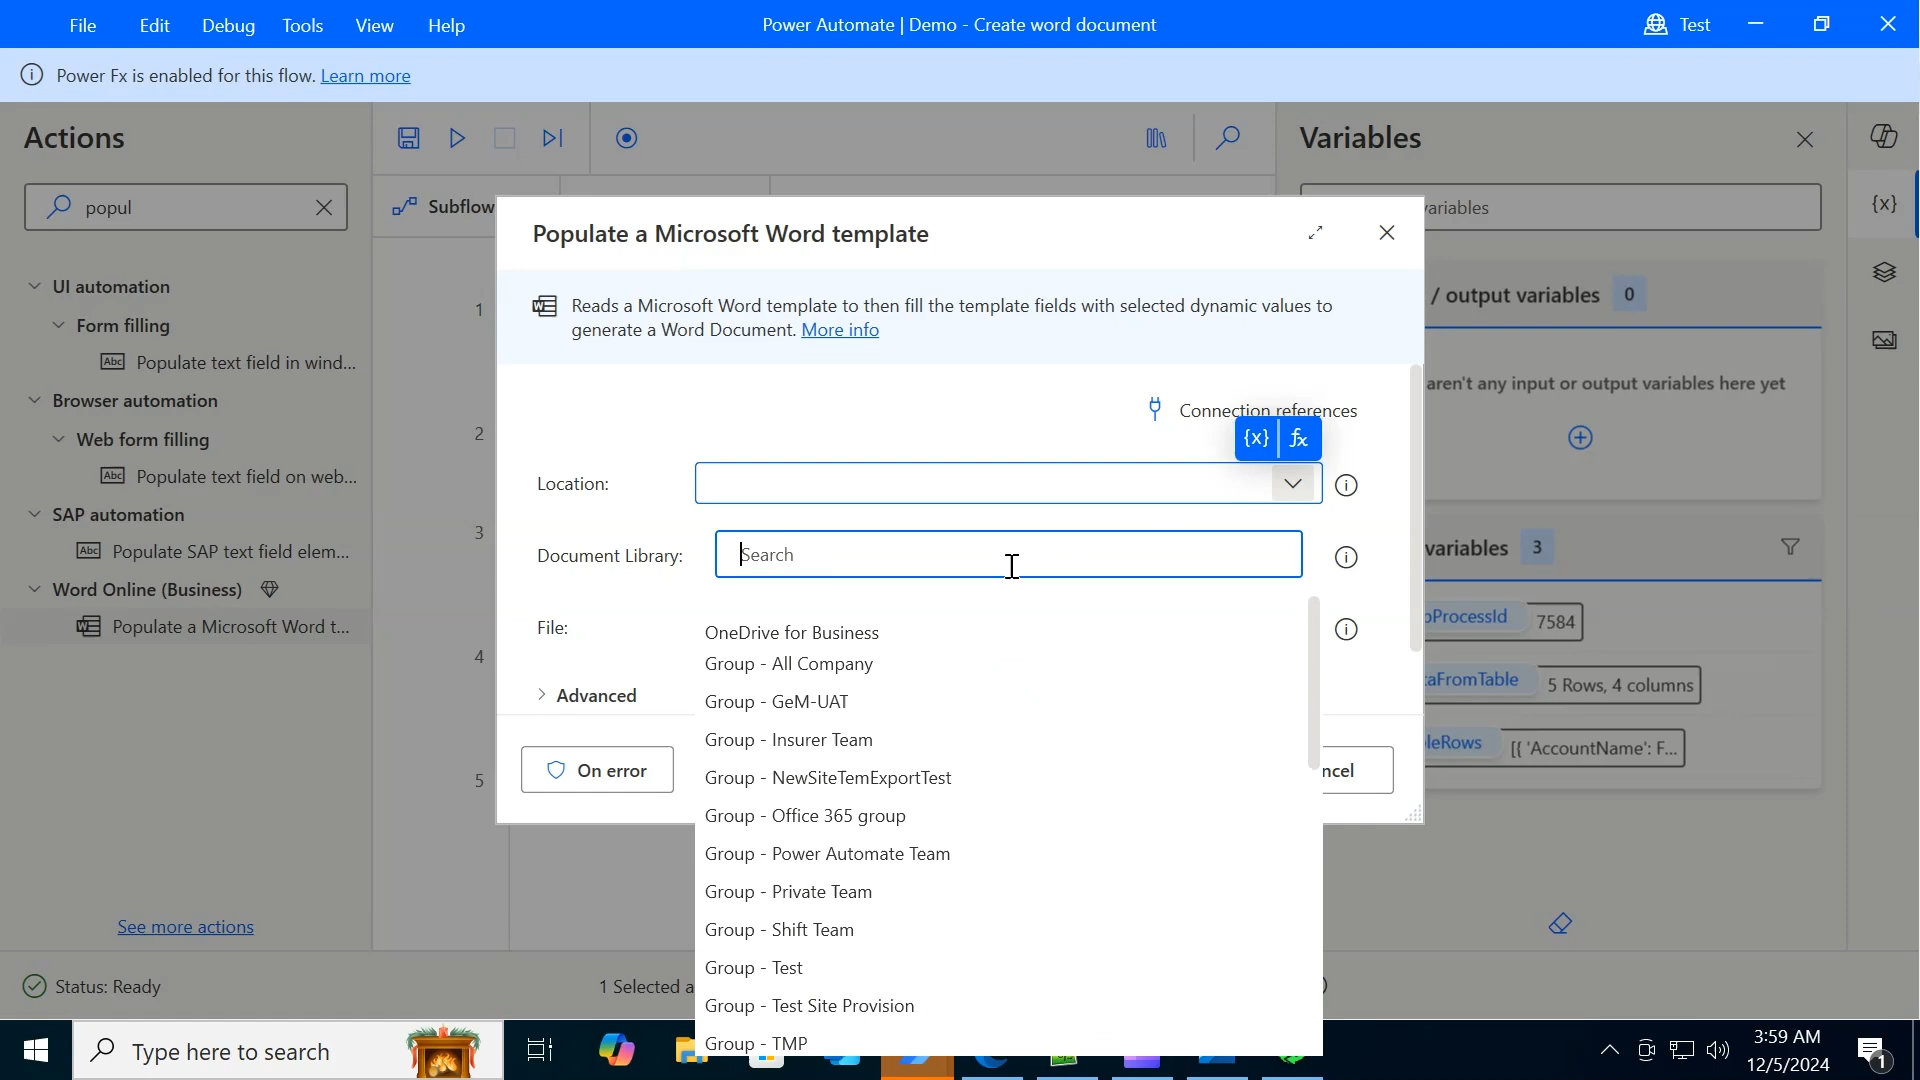 File Edit Debug Tools View Help
Power Automate | Demo - Create word document
Test
Power Fx is enabled for this flow. Learn more
Actions
popul
UI automation
Form filling
Abc Populate text field in wind...
Browser automation
Web form filling
Abc Populate text field on web...
SAP automation
Abc Populate SAP text field elem...
Word Online (Business)
Populate a Microsoft Word t...
See more actions
Subflow
1
2
3
4
5
Populate a Microsoft Word template
Reads a Microsoft Word template to then fill the template fields with selected dynamic values to
generate a Word Document. More info
Connection references
{x} fx
Location:
Document Library:
Search
File:
Advanced
On error
ncel
OneDrive for Business
Group - All Company
Group - GeM-UAT
Group - Insurer Team
Group - NewSiteTemExportTest
Group - Office 365 group
Group - Power Automate Team
Group - Private Team
Group - Shift Team
Group - Test
Group - Test Site Provision
Group - TMP
Variables
{x}
variables
/ output variables 0
aren't any input or output variables here yet
variables 3
pProcessId 7584
taFromTable 5 Rows, 4 columns
leRows [{ 'AccountName': F...
Status: Ready
1 Selected a
Type here to search
3:59 AM
12/5/2024
1